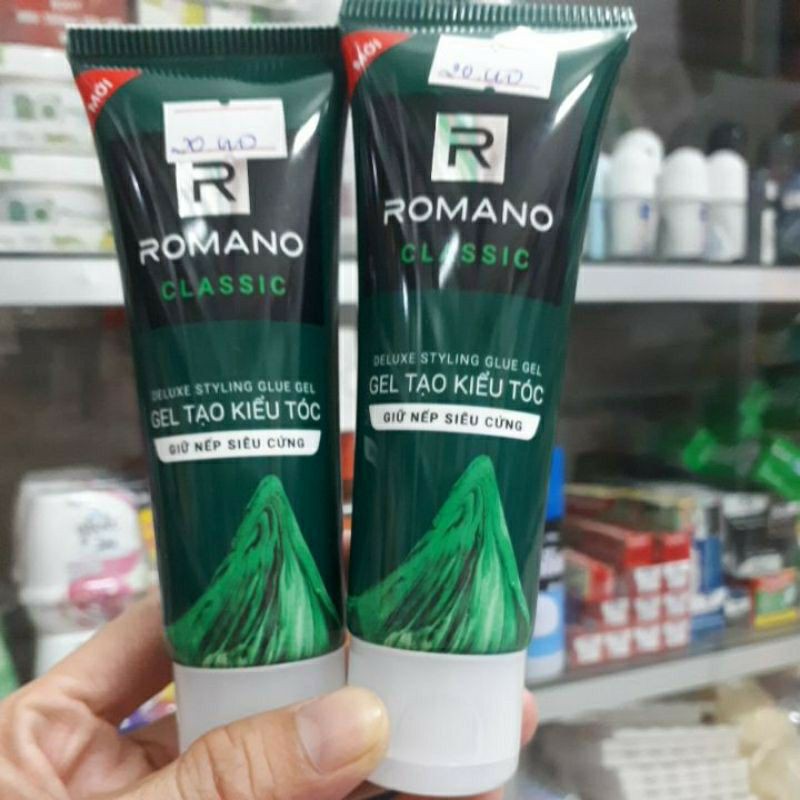 MỚI
R
ROMANO
CLASSIC
DELUXE STYLING GLUE GEL
GEL TẠO KIỂU TÓC
GIỮ NẾP SIÊU CỨNG
MỚI
R
ROMANO
CLASSIC
DELUXE STYLING GLUE GEL
GEL TẠO KIỂU TÓC
GIỮ NẾP SIÊU CỨNG